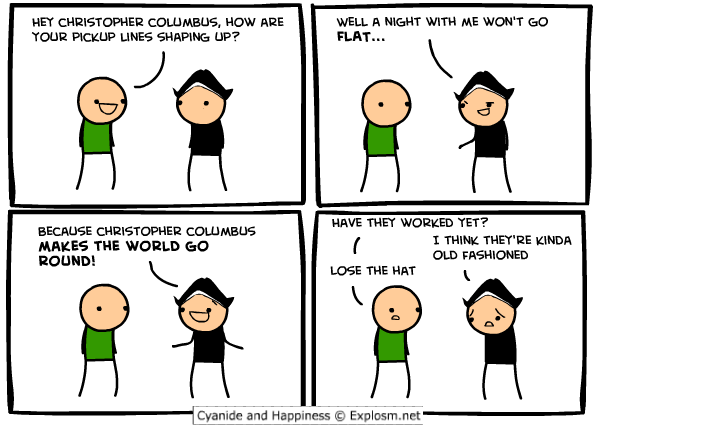 HEY CHRISTOPHER COLUMBUS, HOW ARE
YOUR PICKUP LINES SHAPING UP?
WELL A NIGHT WITH ME WON'T GO
FLAT...
BECAUSE CHRISTOPHER COLUMBUS
MAKES THE WORLD GO
ROUND!
HAVE THEY WORKED YET?
I THINK THEY'RE KINDA
OLD FASHIONED
LOSE THE HAT
Cyanide and Happiness © Explosm.net